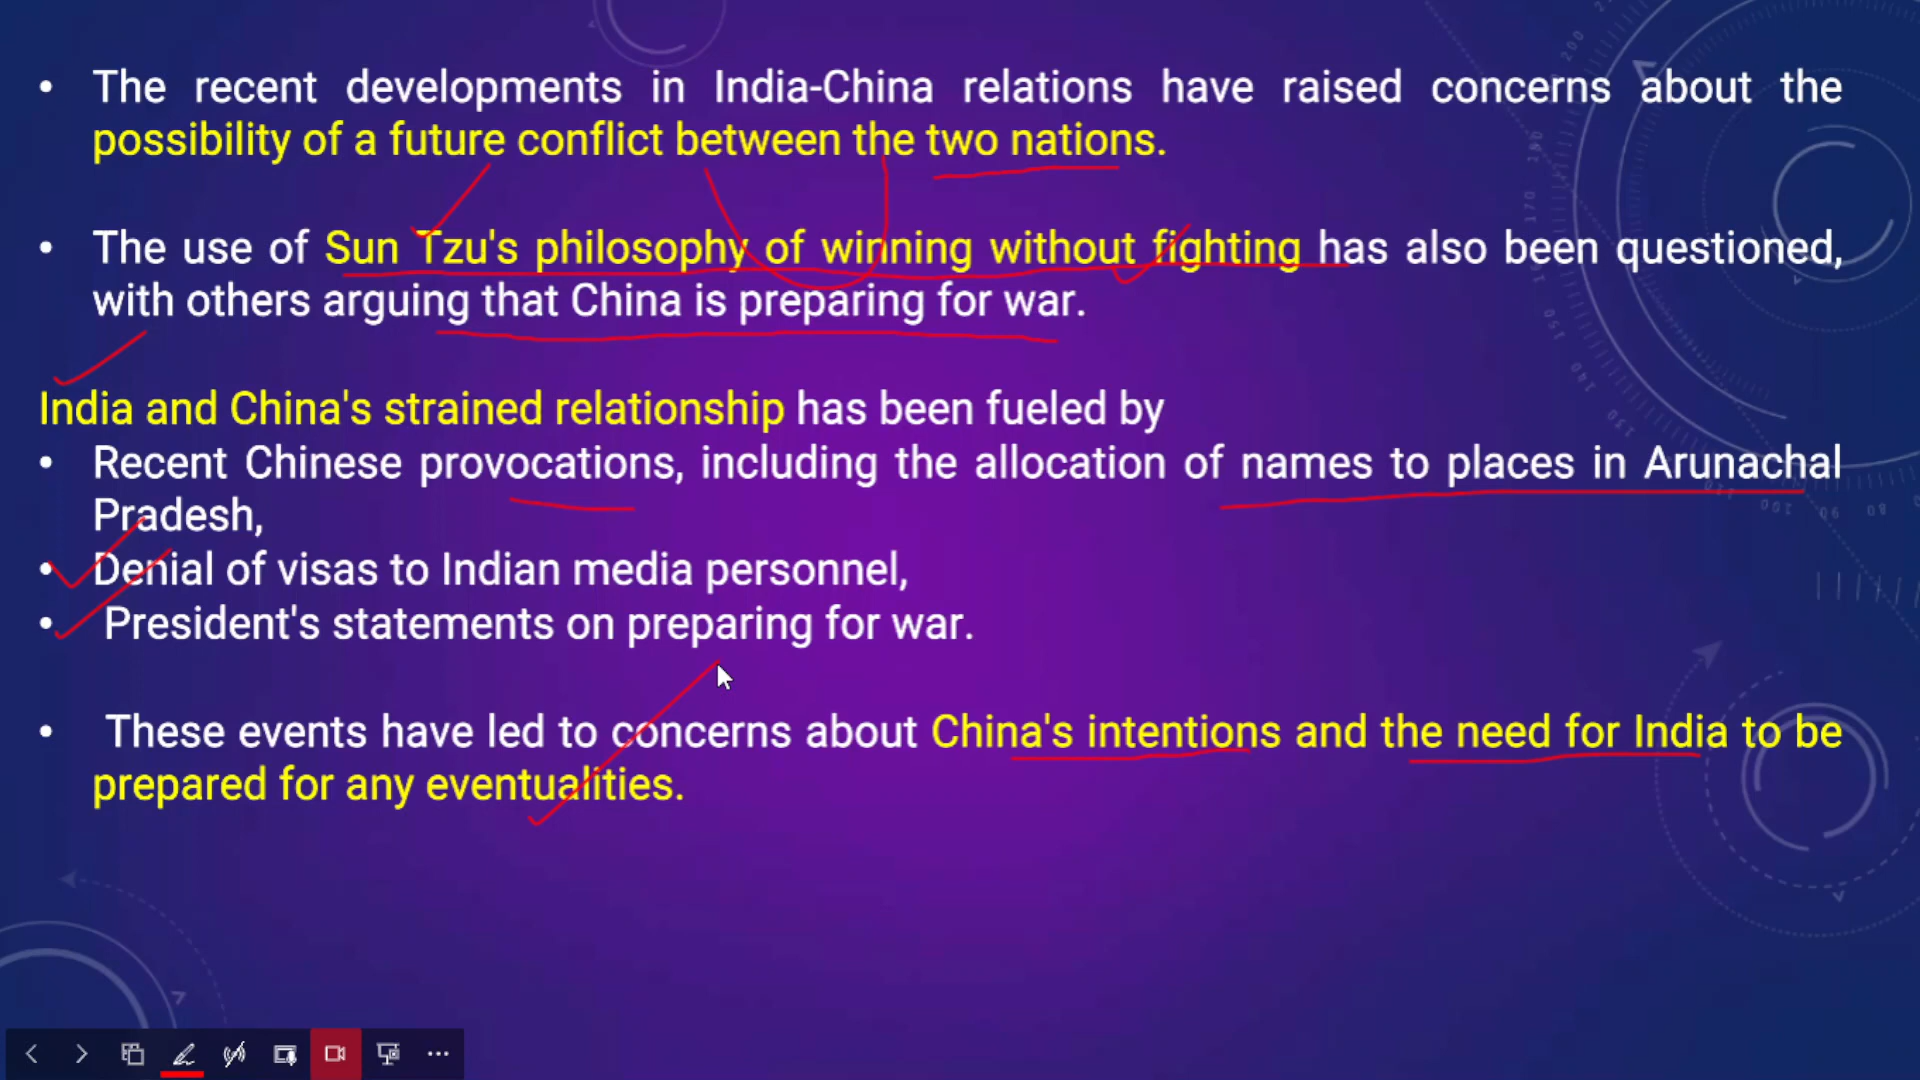 • The recent developments in India-China relations have raised concerns about the
possibility of a future conflict between the two nations.
• The use of Sun Tzu's philosophy of winning without fighting has also been questioned,
with others arguing that China is preparing for war.
India and China's strained relationship has been fueled by
• Recent Chinese provocations, including the allocation of names to places in Arunachal
Pradesh,
• Denial of visas to Indian media personnel,
• President's statements on preparing for war.
• These events have led to concerns about China's intentions and the need for India to be
prepared for any eventualities.